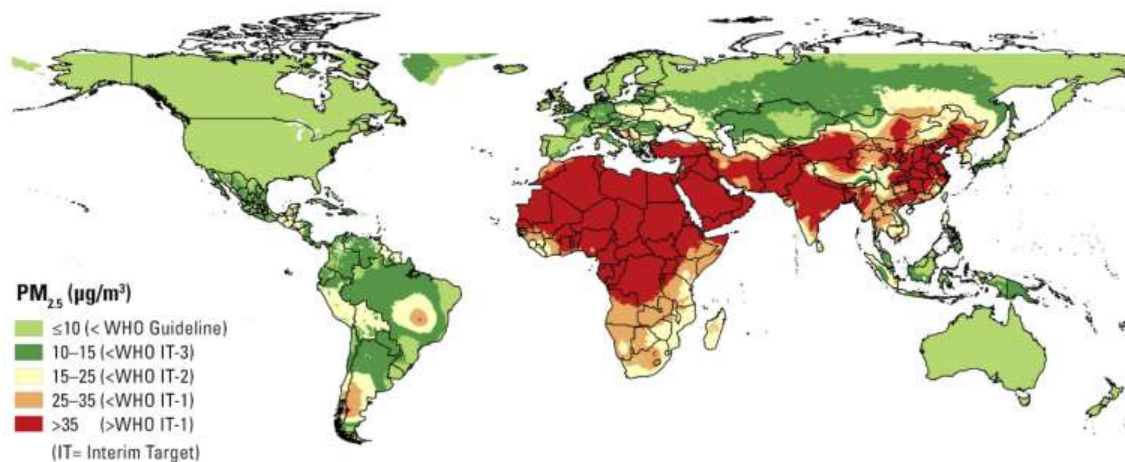 PM2.5 (µg/m³)
≤10 (< WHO Guideline)
10–15 (<WHO IT-3)
15–25 (<WHO IT-2)
25–35 (<WHO IT-1)
>35 (>WHO IT-1)
(IT= Interim Target)